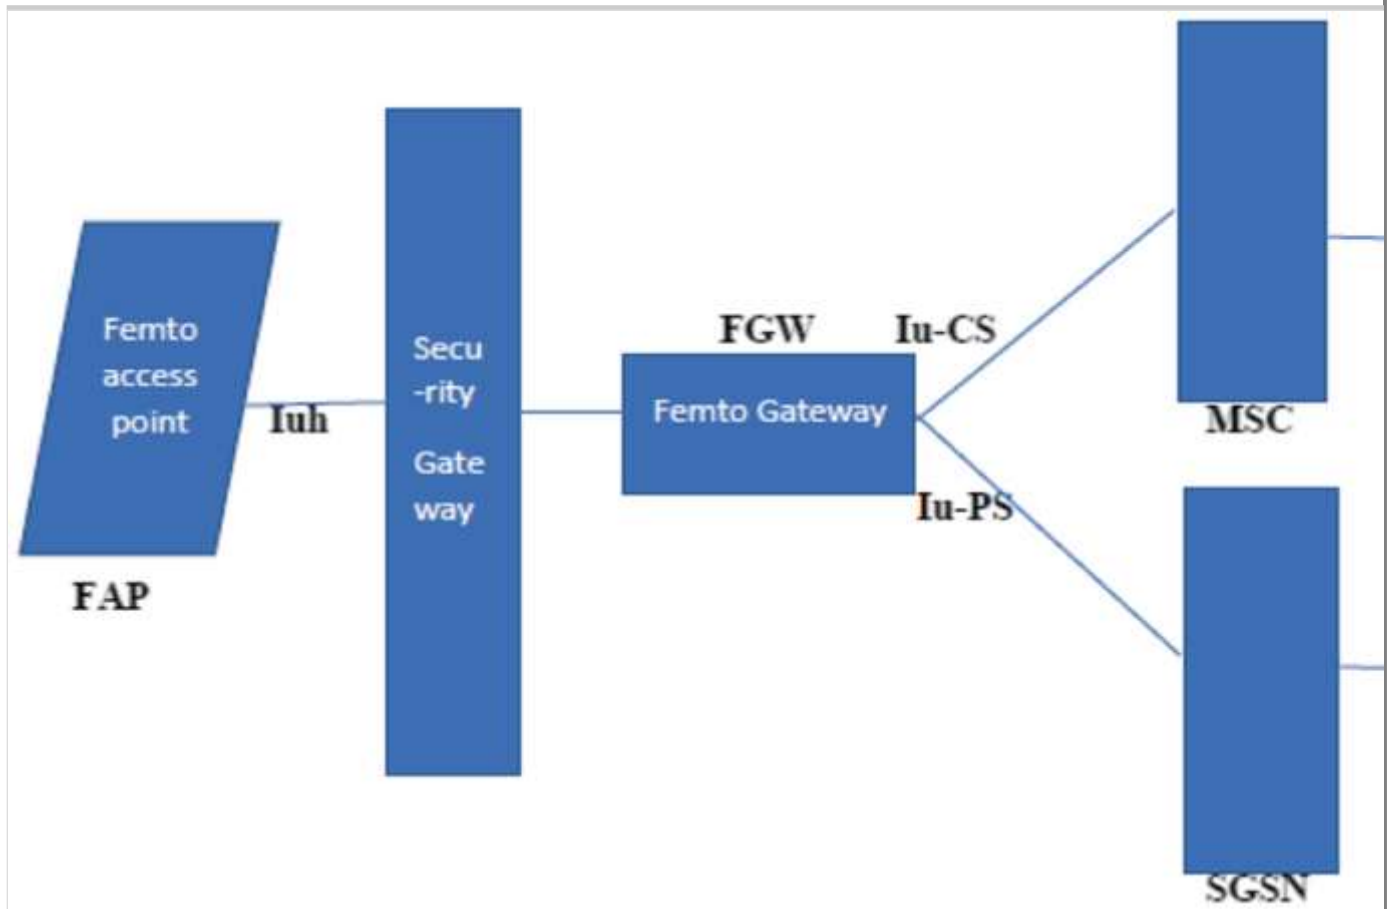 Femto
access
point
FAP
Iuh
Secu
-rity
Gate
way
FGW
Femto Gateway
Iu-CS
Iu-PS
MSC
SGSN